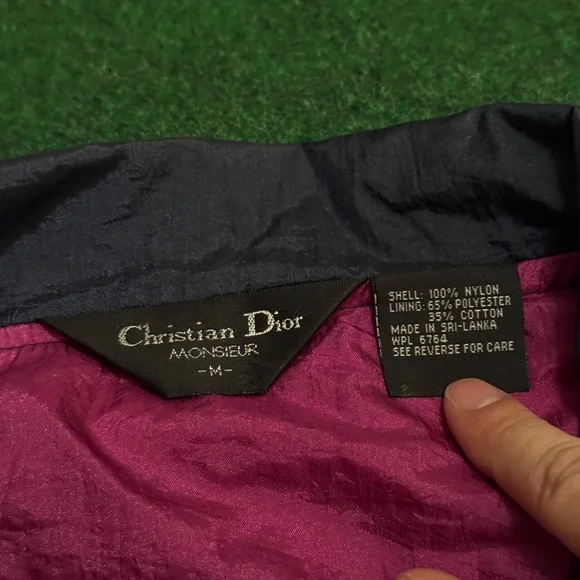 Christian Dior
MONSIEUR
-M-
SHELL: 100% NYLON
LINING: 65% POLYESTER
35% COTTON
MADE IN SRI-LANKA
WPL 6764
SEE REVERSE FOR CARE